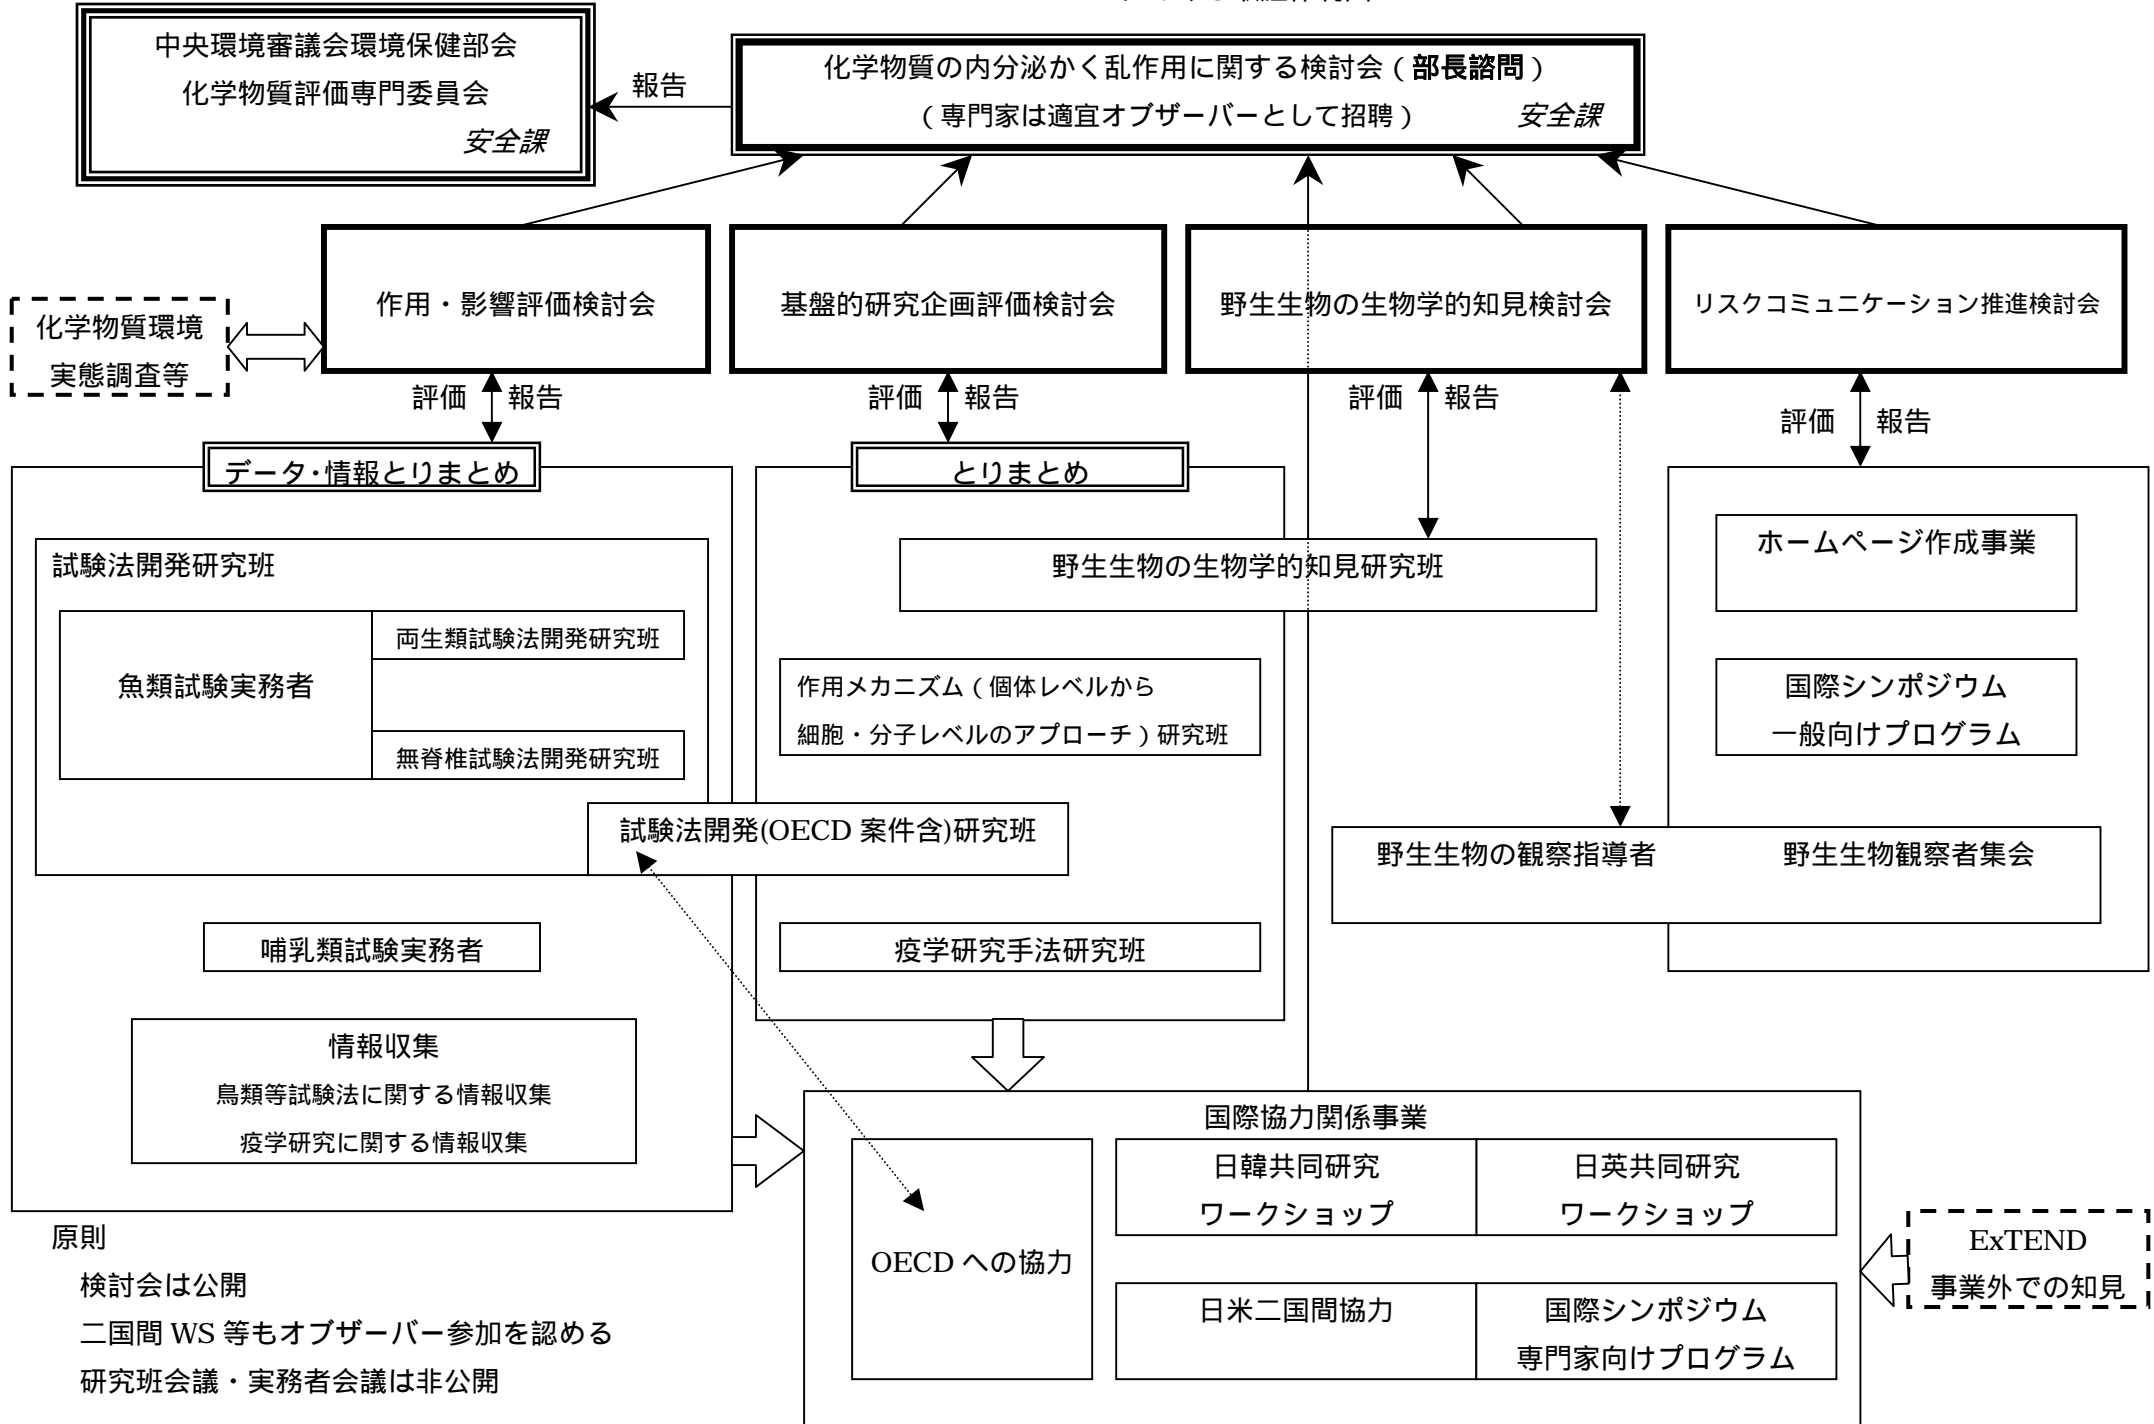 中央環境審議会環境保健部会
化学物質評価専門委員会
安全課
報告
化学物質の内分泌かく乱作用に関する検討会（部長諮問）
（専門家は適宜オブザーバーとして招聘） 安全課
作用・影響評価検討会
基盤的研究企画評価検討会
野生生物の生物学的知見検討会
リスクコミュニケーション推進検討会
化学物質環境
実態調査等
評価 報告
評価 報告
評価 報告
評価 報告
データ・情報とりまとめ
試験法開発研究班
魚類試験実務者
両生類試験法開発研究班
無脊椎試験法開発研究班
試験法開発(OECD 案件含)研究班
哺乳類試験実務者
情報収集
鳥類等試験法に関する情報収集
疫学研究に関する情報収集
とりまとめ
野生生物の生物学的知見研究班
作用メカニズム（個体レベルから
細胞・分子レベルのアプローチ）研究班
疫学研究手法研究班
ホームページ作成事業
国際シンポジウム
一般向けプログラム
野生生物の観察指導者 野生生物観察者集会
国際協力関係事業
OECD への協力
日韓共同研究
ワークショップ
日英共同研究
ワークショップ
日米二国間協力
国際シンポジウム
専門家向けプログラム
ExTEND
事業外での知見
原則
検討会は公開
二国間 WS 等もオブザーバー参加を認める
研究班会議・実務者会議は非公開